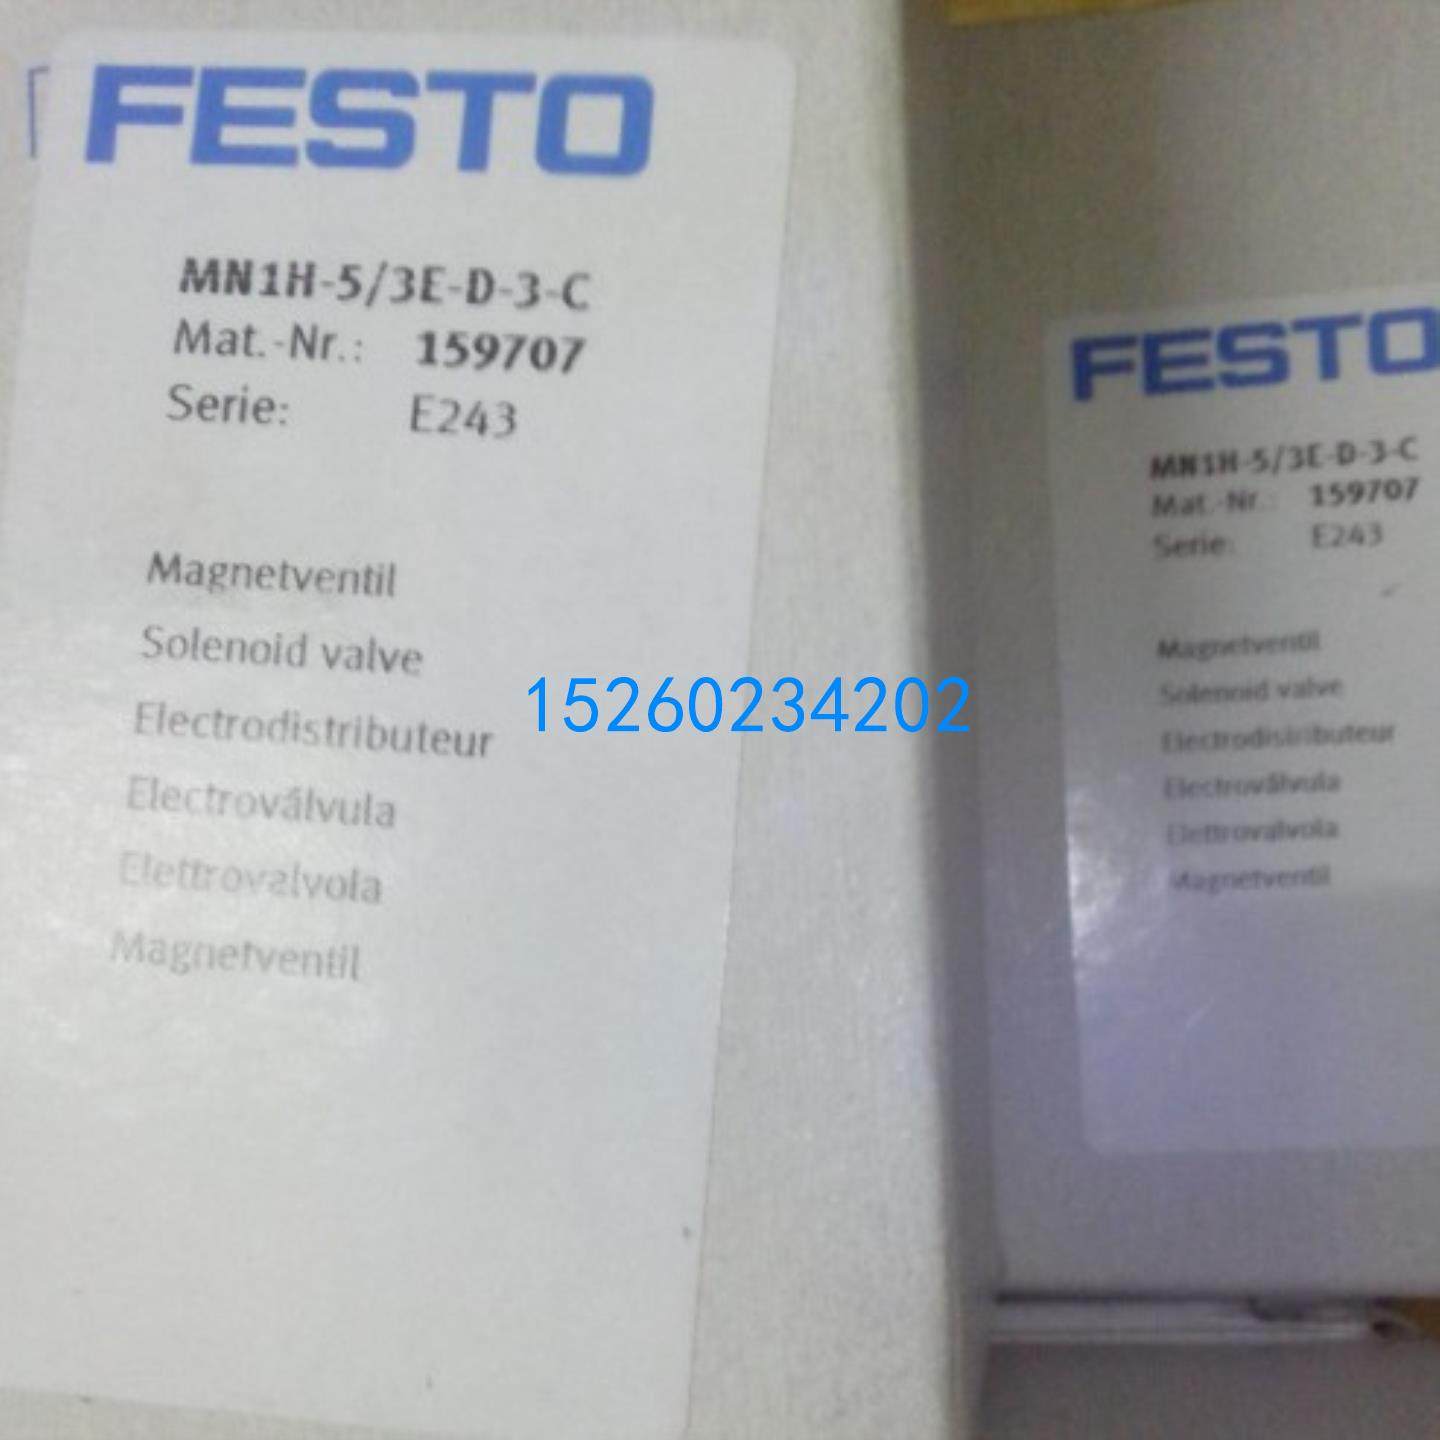 FESTO
MN1H-5/3E-D-3-C
Mat.-Nr.: 159707
Serie: E243
Magnetventil
Solenoid valve
Electrodistributeur
Electroválvula
Elettrovalvola
Magnetventil
15260234202
FESTO
MN1H-5/3E-D-3-C
Mat.-Nr.: 159707
Serie: E243
Magnetventil
Solenoid valve
Electrodistributeur
Electroválvula
Elettrovalvola
Magnetventil